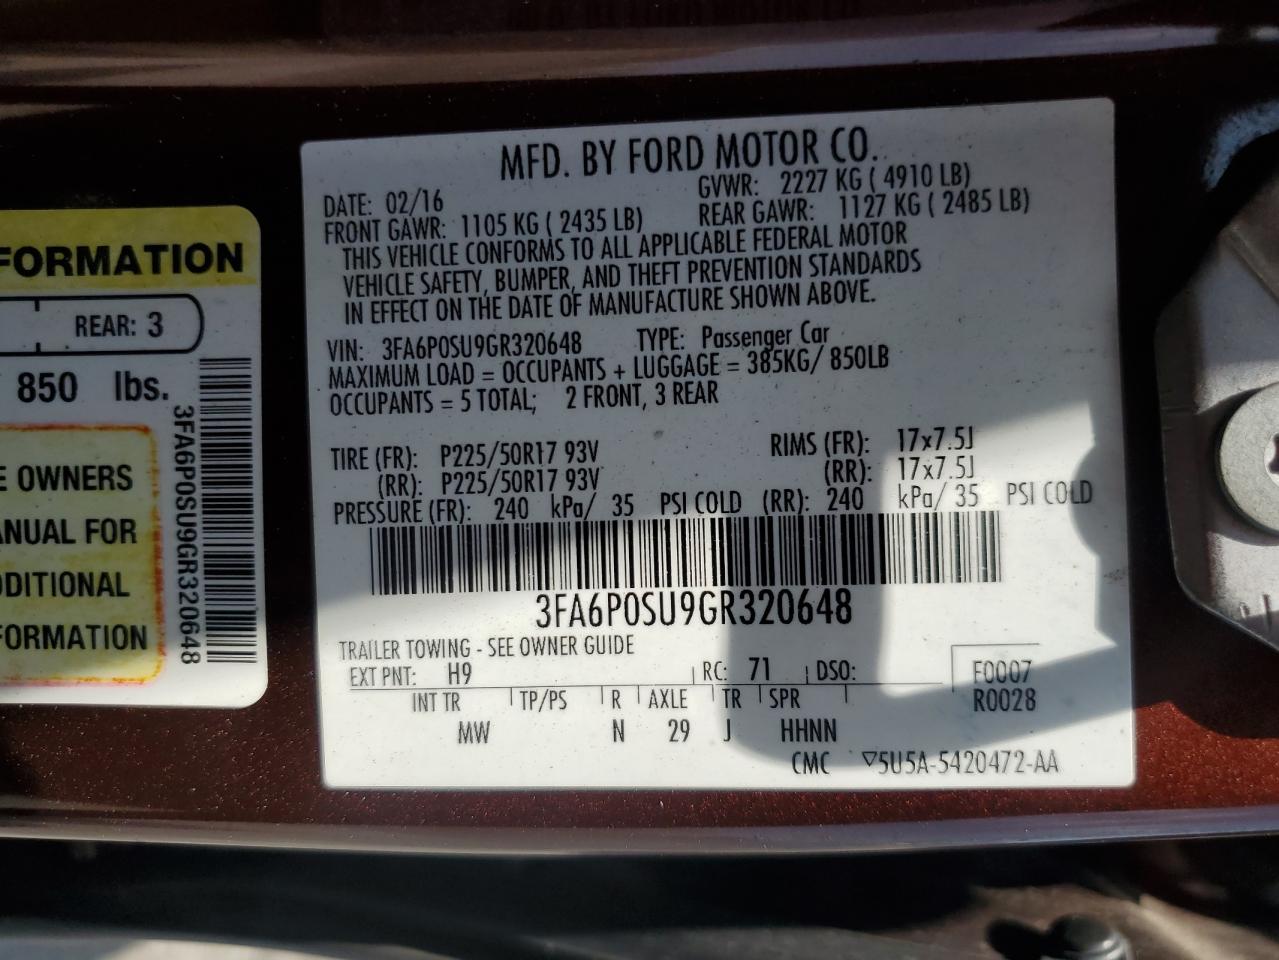 FORMATION
REAR: 3
850 lbs.
E OWNERS
ANUAL FOR
DDITIONAL
FORMATION
3FA6P0SU9GR320648
MFD. BY FORD MOTOR CO.
DATE: 02/16 GVWR: 2227 KG ( 4910 LB)
FRONT GAWR: 1105 KG ( 2435 LB) REAR GAWR: 1127 KG ( 2485 LB)
THIS VEHICLE CONFORMS TO ALL APPLICABLE FEDERAL MOTOR
VEHICLE SAFETY, BUMPER, AND THEFT PREVENTION STANDARDS
IN EFFECT ON THE DATE OF MANUFACTURE SHOWN ABOVE.
VIN: 3FA6P0SU9GR320648 TYPE: Passenger Car
MAXIMUM LOAD = OCCUPANTS + LUGGAGE = 385KG/ 850LB
OCCUPANTS = 5 TOTAL; 2 FRONT, 3 REAR
TIRE (FR): P225/50R17 93V RIMS (FR): 17x7.5J
(RR): P225/50R17 93V (RR): 17x7.5J
PRESSURE (FR): 240 kPa/ 35 PSI COLD (RR): 240 kPa/ 35 PSI COLD
3FA6P0SU9GR320648
TRAILER TOWING - SEE OWNER GUIDE
EXT PNT: H9 RC: 71 DSO: F0007
INT TR TP/PS R AXLE TR SPR R0028
MW N 29 J HHNN
CMC ▽5U5A-5420472-AA